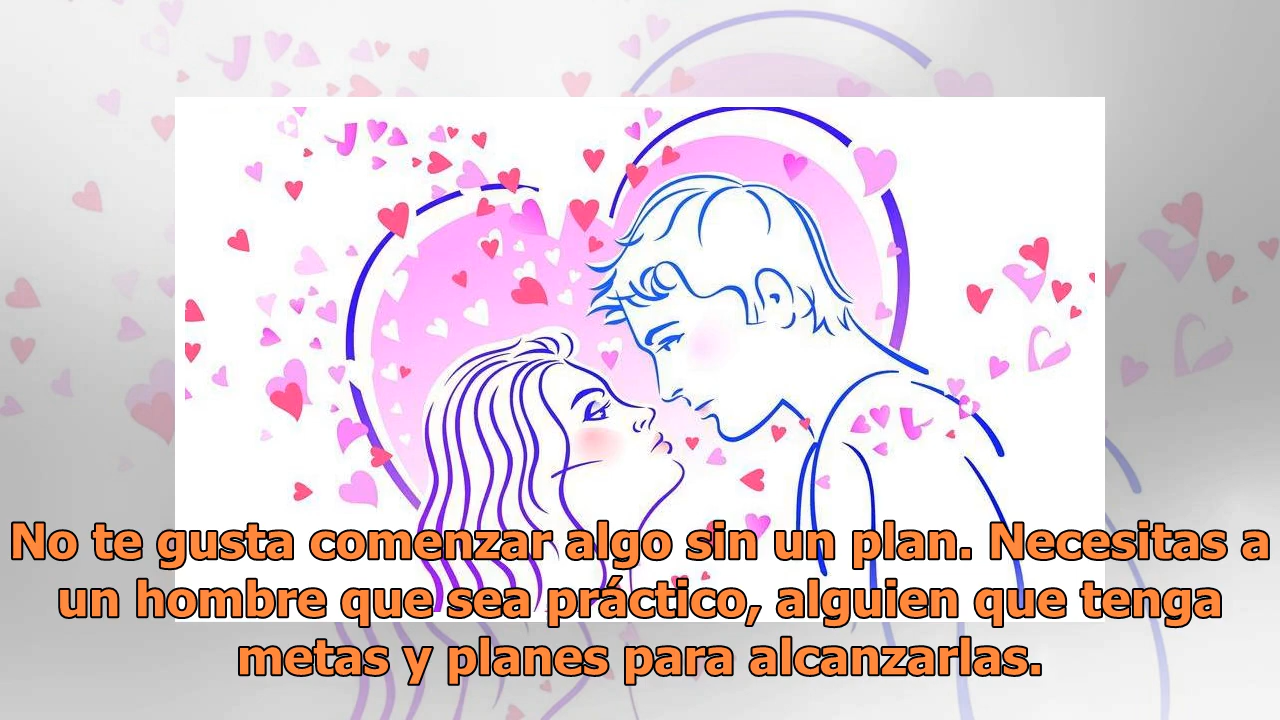 No te gusta comenzar algo sin un plan. Necesitas a
un hombre que sea práctico, alguien que tenga
metas y planes para alcanzarlas.